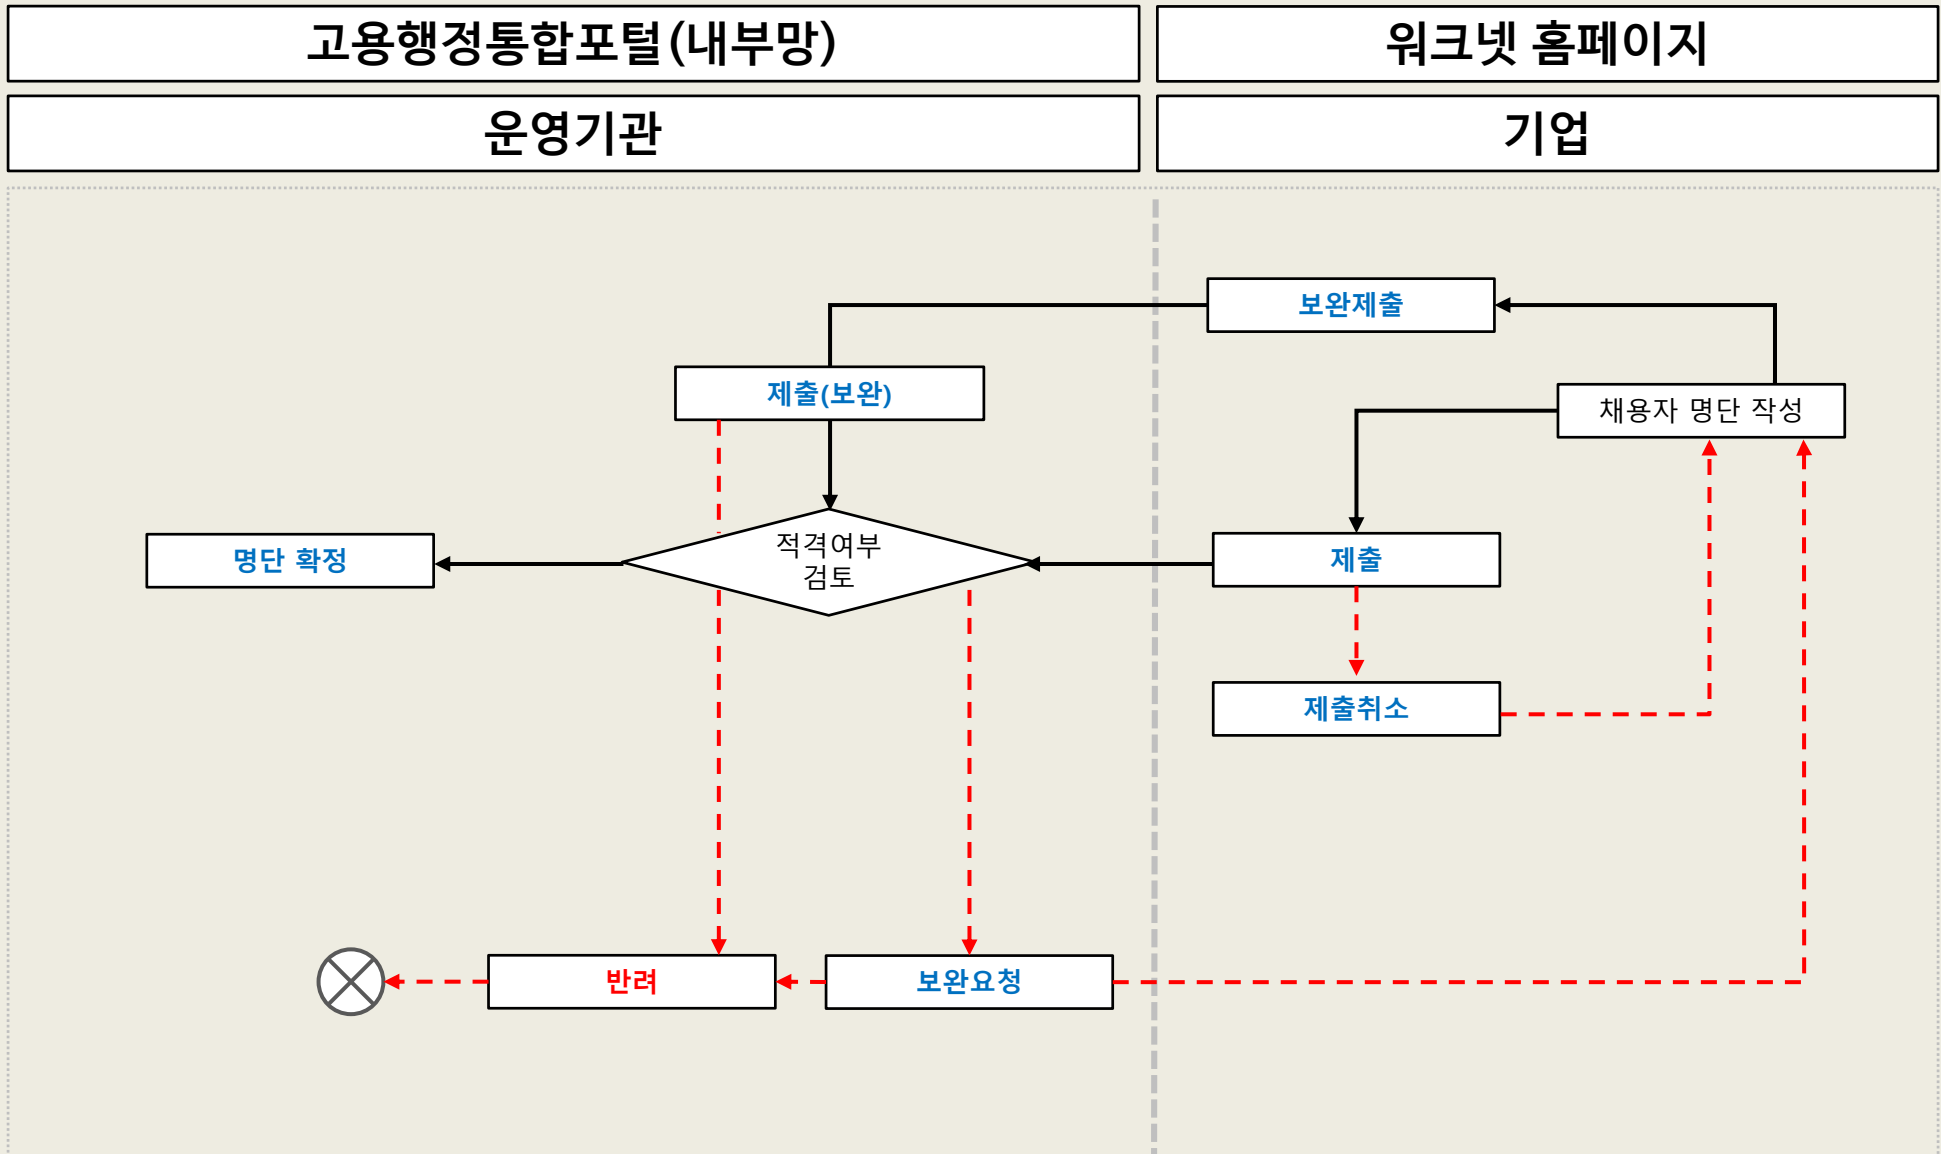 고용행정통합포털(내부망)
워크넷 홈페이지
운영기관
기업
보완제출
제출(보완)
채용자 명단 작성
적격여부
검토
명단 확정
제출
제출취소
반려
보완요청